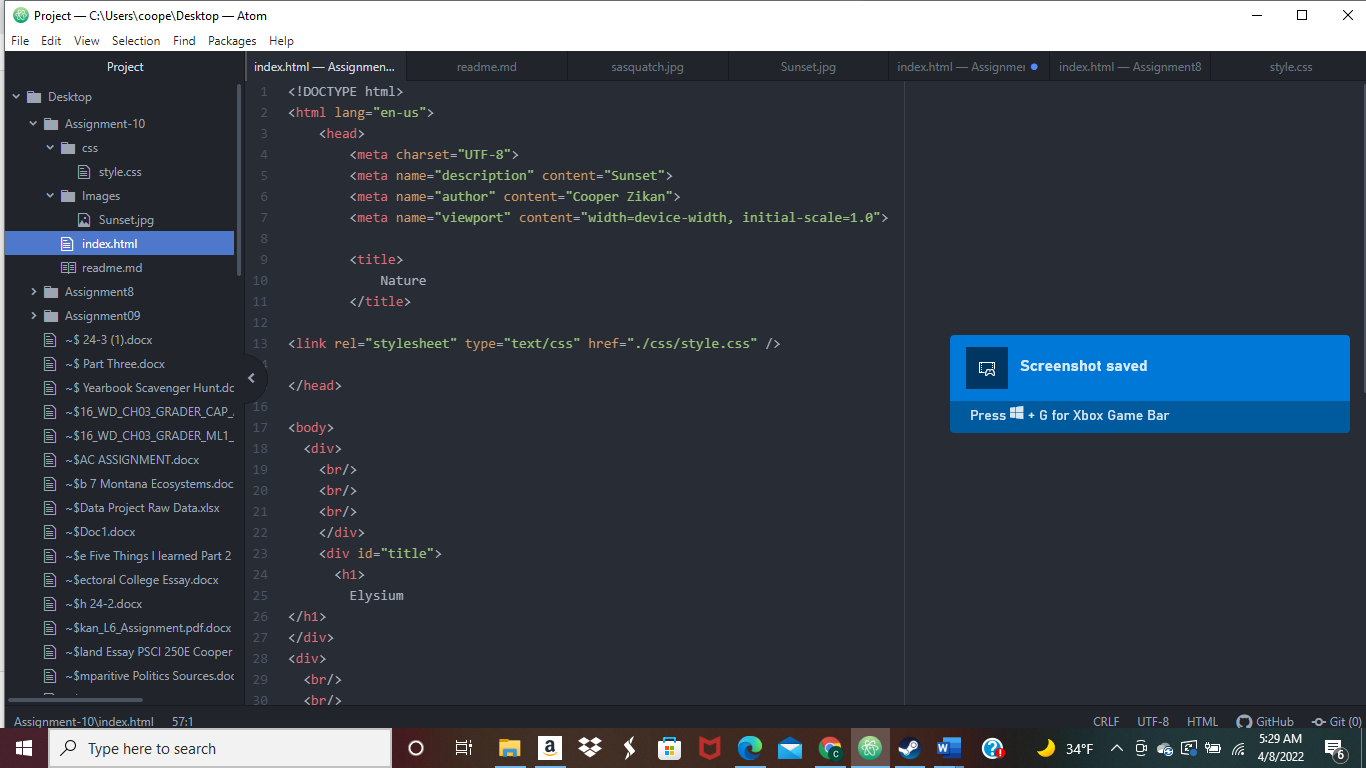 Project — C:\Users\coope\Desktop — Atom
File Edit View Selection Find Packages Help
Project
index.html — Assignmen... readme.md sasquatch.jpg Sunset.jpg index.html — Assignme index.html — Assignment8 style.css
Desktop
Assignment-10
css
style.css
Images
Sunset.jpg
index.html
readme.md
Assignment8
Assignment09
~$ 24-3 (1).docx
~$ Part Three.docx
~$ Yearbook Scavenger Hunt.dc
~$16_WD_CH03_GRADER_CAP_
~$16_WD_CH03_GRADER_ML1_
~$AC ASSIGNMENT.docx
~$b 7 Montana Ecosystems.doc
~$Data Project Raw Data.xlsx
~$Doc1.docx
~$e Five Things I learned Part 2
~$ectoral College Essay.docx
~$h 24-2.docx
~$kan_L6_Assignment.pdf.docx
~$land Essay PSCI 250E Cooper
~$mparitive Politics Sources.doc
1 <!DOCTYPE html>
2 <html lang="en-us">
3 <head>
4 <meta charset="UTF-8">
5 <meta name="description" content="Sunset">
6 <meta name="author" content="Cooper Zikan">
7 <meta name="viewport" content="width=device-width, initial-scale=1.0">
8
9 <title>
10 Nature
11 </title>
12
13 <link rel="stylesheet" type="text/css" href="./css/style.css" />
</head>
16
17 <body>
18 <div>
19 <br/>
20 <br/>
21 <br/>
22 </div>
23 <div id="title">
24 <h1>
25 Elysium
26 </h1>
27 </div>
28 <div>
29 <br/>
30 <br/>
Screenshot saved
Press + G for Xbox Game Bar
Assignment-10\index.html 57:1 CRLF UTF-8 HTML GitHub Git (0)
Type here to search
34°F
5:29 AM
4/8/2022
6